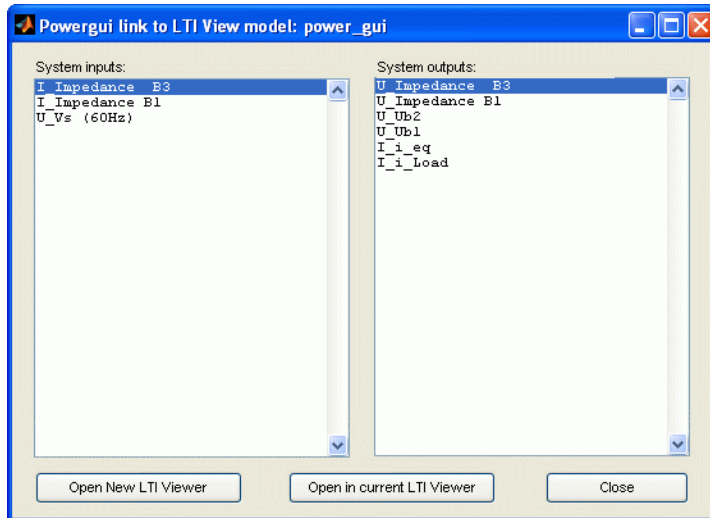 Powergui link to LTI View model: power_gui
System inputs:
I_Impedance  B3
I_Impedance B1
U_Vs (60Hz)
System outputs:
U_Impedance  B3
U_Impedance B1
U_Ub2
U_Ub1
I_i_eq
I_i_Load
Open New LTI Viewer
Open in current LTI Viewer
Close